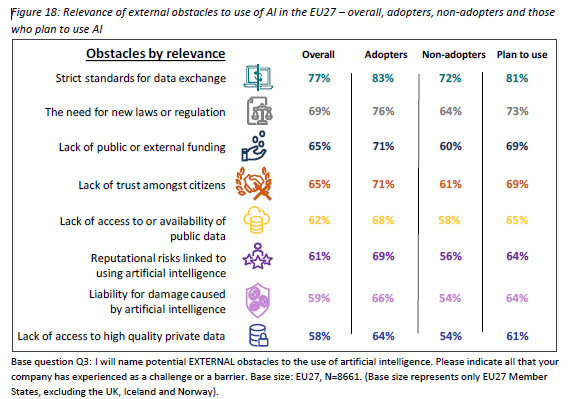 Figure 18: Relevance of external obstacles to use of AI in the EU27 – overall, adopters, non-adopters and those
who plan to use AI
Obstacles by relevance Overall Adopters Non-adopters Plan to use
Strict standards for data exchange 77% 83% 72% 81%
The need for new laws or regulation 69% 76% 64% 73%
Lack of public or external funding 65% 71% 60% 69%
Lack of trust amongst citizens 65% 71% 61% 69%
Lack of access to or availability of
public data 62% 68% 58% 65%
Reputational risks linked to
using artificial intelligence 61% 69% 56% 64%
Liability for damage caused
by artificial intelligence 59% 66% 54% 64%
Lack of access to high quality private data 58% 64% 54% 61%
Base question Q3: I will name potential EXTERNAL obstacles to the use of artificial intelligence. Please indicate all that your
company has experienced as a challenge or a barrier. Base size: EU27, N=8661. (Base size represents only EU27 Member
States, excluding the UK, Iceland and Norway).